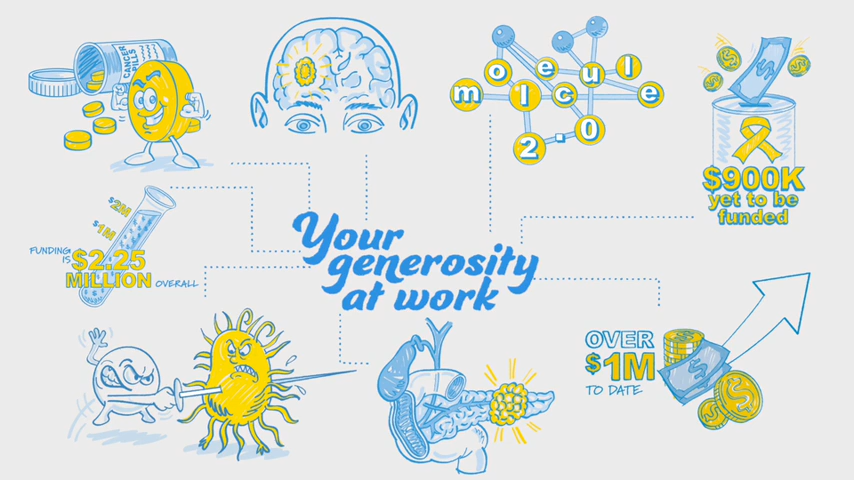 CANCER
PILLS
molecule
2.0
$900K
yet to be
funded
$2M
$1M
FUNDING
IS $2.25
MILLION OVERALL
Your
generosity
at work
OVER
$1M
TO DATE